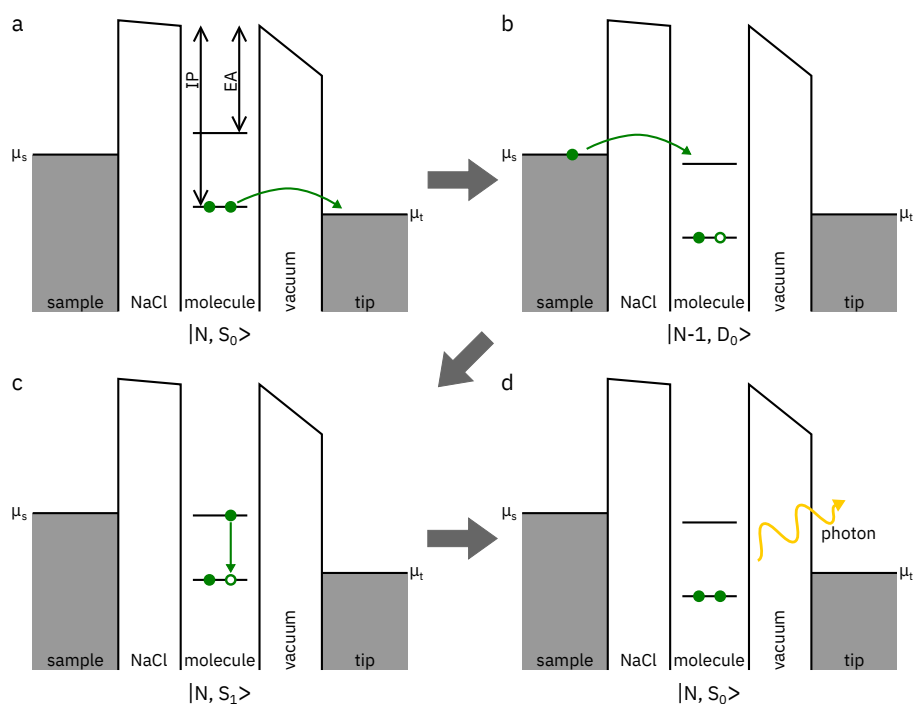 a
IP
EA
μs
μt
sample
NaCl
molecule
vacuum
tip
|N, S0>
b
μs
μt
sample
NaCl
molecule
vacuum
tip
|N-1, D0>
c
μs
μt
sample
NaCl
molecule
vacuum
tip
|N, S1>
d
μs
photon
μt
sample
NaCl
molecule
vacuum
tip
|N, S0>